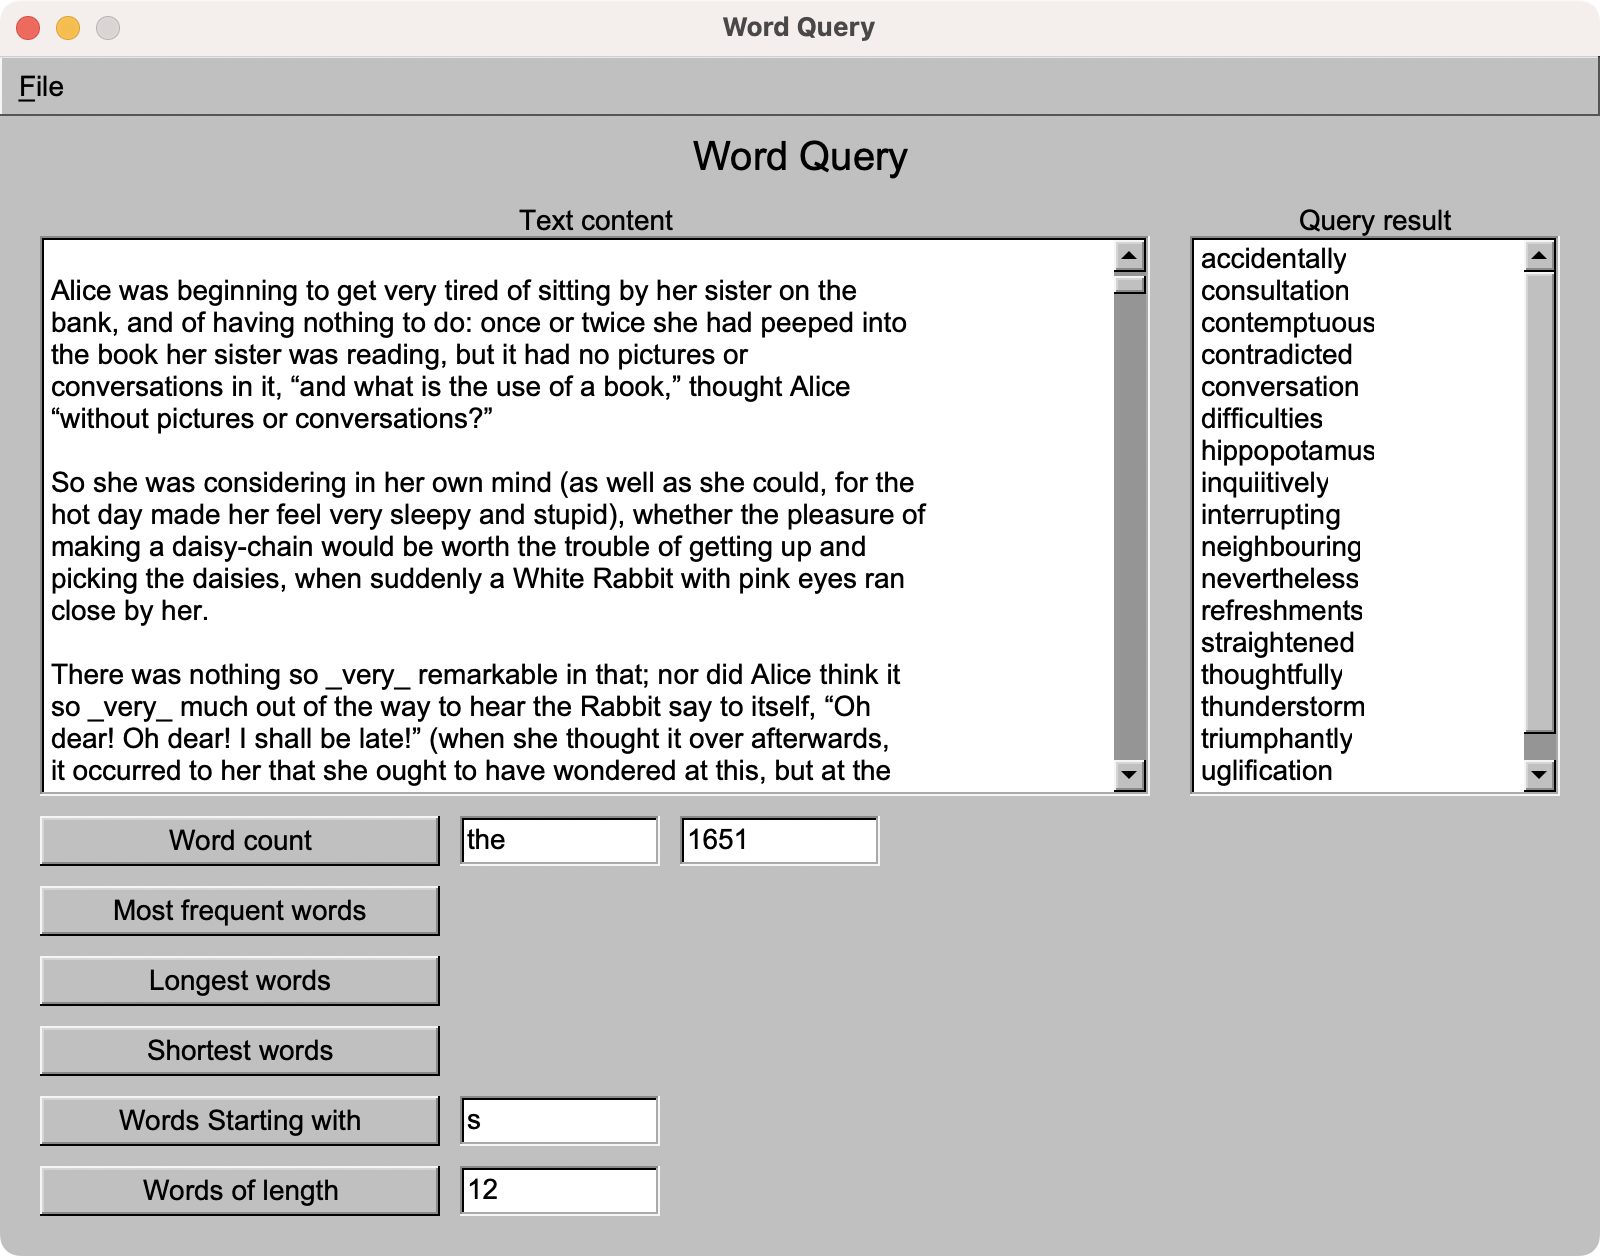 Word Query
File
Word Query
Text content
Alice was beginning to get very tired of sitting by her sister on the
bank, and of having nothing to do: once or twice she had peeped into
the book her sister was reading, but it had no pictures or
conversations in it, “and what is the use of a book,” thought Alice
“without pictures or conversations?”
So she was considering in her own mind (as well as she could, for the
hot day made her feel very sleepy and stupid), whether the pleasure of
making a daisy-chain would be worth the trouble of getting up and
picking the daisies, when suddenly a White Rabbit with pink eyes ran
close by her.
There was nothing so _very_ remarkable in that; nor did Alice think it
so _very_ much out of the way to hear the Rabbit say to itself, “Oh
dear! Oh dear! I shall be late!” (when she thought it over afterwards,
it occurred to her that she ought to have wondered at this, but at the
Query result
accidentally
consultation
contemptuous
contradicted
conversation
difficulties
hippopotamus
inquiitively
interrupting
neighbouring
nevertheless
refreshments
straightened
thoughtfully
thunderstorm
triumphantly
uglification
Word count
the
1651
Most frequent words
Longest words
Shortest words
Words Starting with
s
Words of length
12